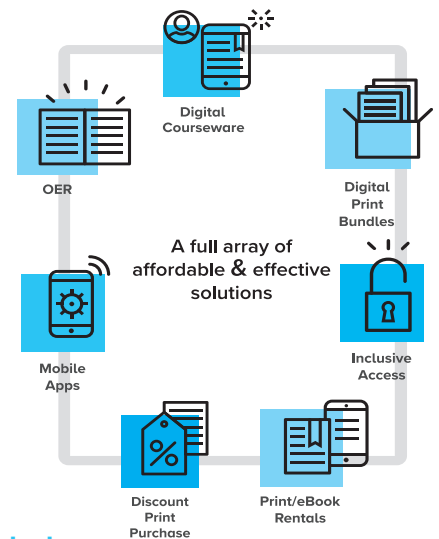 Digital
Courseware
OER
Digital
Print
Bundles
A full array of
affordable & effective
solutions
Mobile
Apps
Inclusive
Access
Discount
Print
Purchase
Print/eBook
Rentals